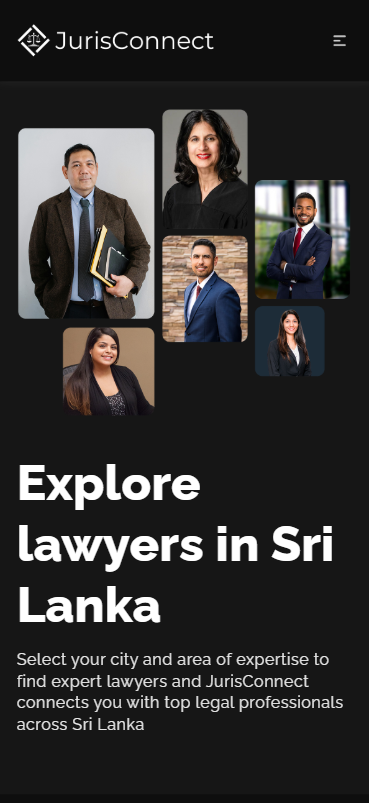 JurisConnect
Explore
lawyers in Sri
Lanka
Select your city and area of expertise to
find expert lawyers and JurisConnect
connects you with top legal professionals
across Sri Lanka